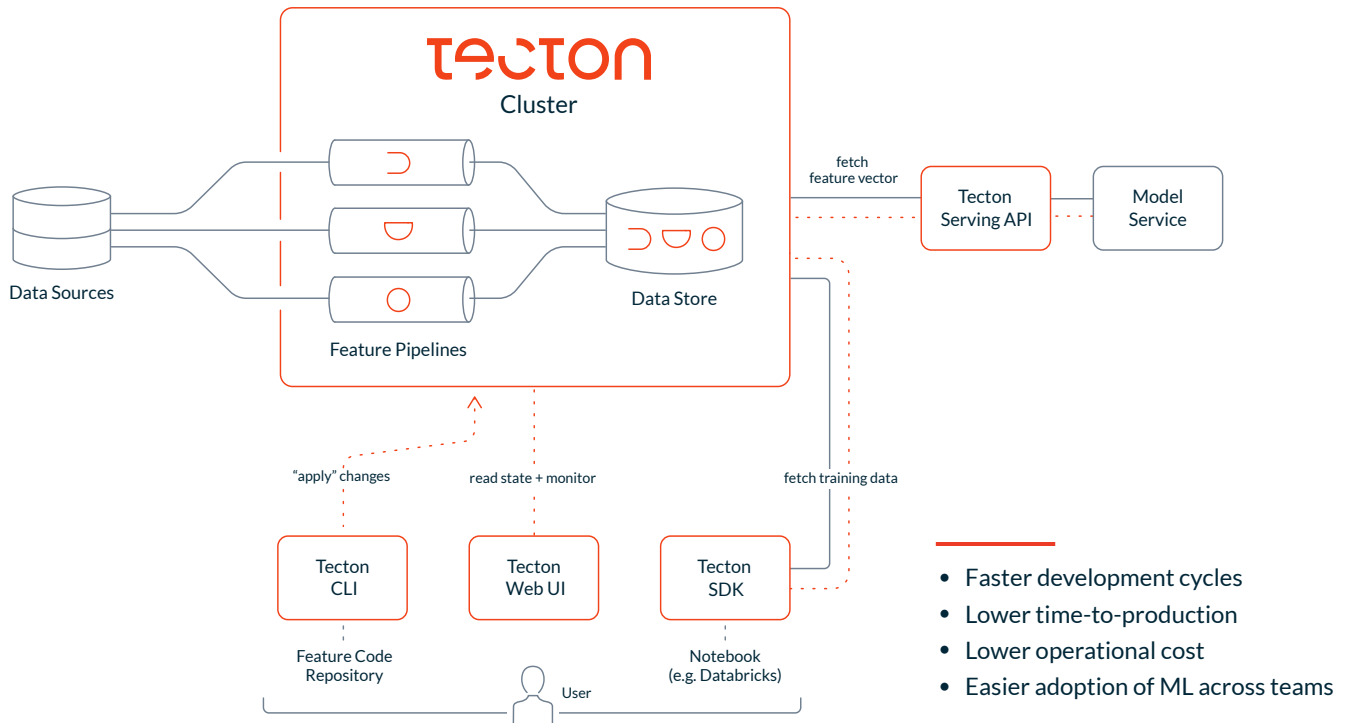 tecton
Cluster
fetch
feature vector
Tecton
Serving API
Model
Service
Data Sources
Data Store
Feature Pipelines
“apply” changes
read state + monitor
fetch training data
Tecton
CLI
Tecton
Web UI
Tecton
SDK
Feature Code
Repository
Notebook
(e.g. Databricks)
User
• Faster development cycles
• Lower time-to-production
• Lower operational cost
• Easier adoption of ML across teams